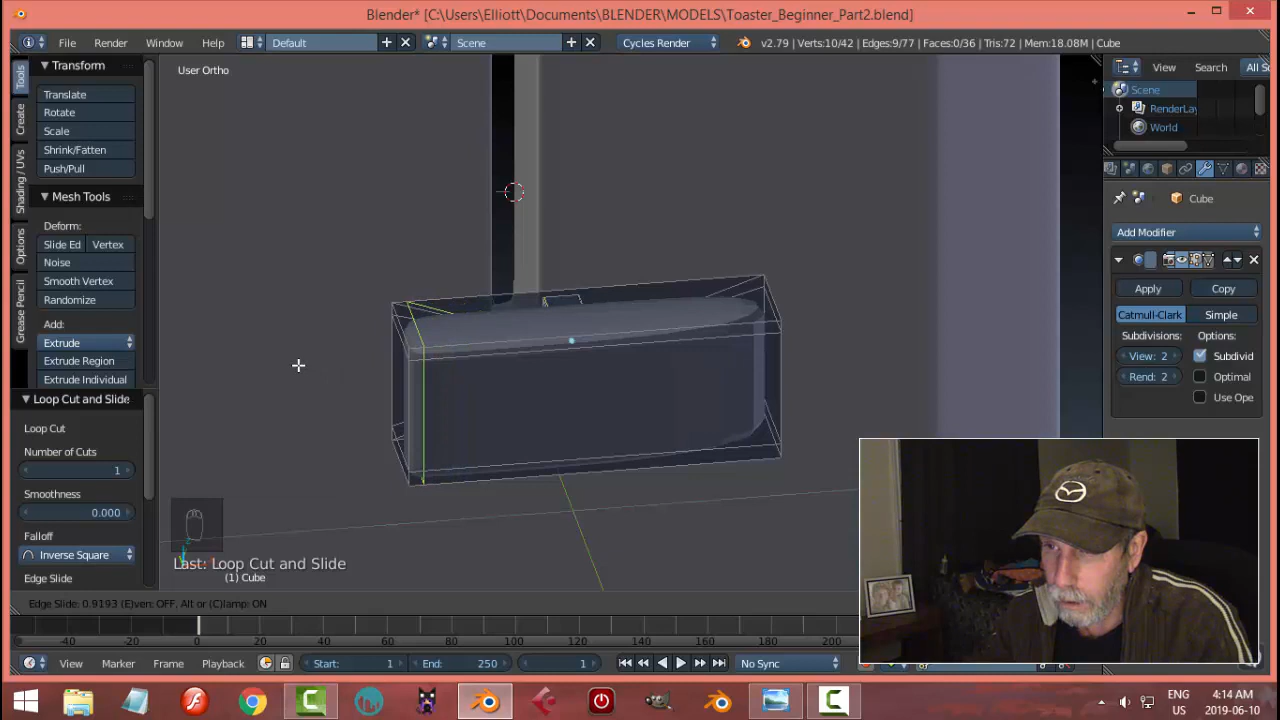 Blender* [C:\Users\Elliott\Documents\BLENDER\MODELS\Toaster_Beginner_Part2.blend]
File Render Window Help Default Scene Cycles Render v2.79 | Verts:10/42 | Edges:9/77 | Faces:0/36 | Tris:72 | Mem:18.08M | Cube
Tools
Create
Shading / UVs
Options
Grease Pencil
Transform
Translate
Rotate
Scale
Shrink/Fatten
Push/Pull
Mesh Tools
Deform:
Slide Ed Vertex
Noise
Smooth Vertex
Randomize
Add:
Extrude
Extrude Region
Extrude Individual
Loop Cut and Slide
Loop Cut
Number of Cuts
1
Smoothness
0.000
Falloff
Inverse Square
Edge Slide
User Ortho
Last: Loop Cut and Slide
(1) Cube
View Search All Sc
Scene
RenderLay
World
Cube
Add Modifier
Apply Copy
Catmull-Clark Simple
Subdivisions: Options:
View: 2 Subdivid
Rend: 2 Optimal
Use Ope
Edge Slide: 0.9193 (E)ven: OFF, Alt or (C)lamp: ON
-40 -20 0 20 40 60 80 100 120 140 160 180 200
View Marker Frame Playback Start: 1 End: 250 1 No Sync
ENG 4:14 AM
US 2019-06-10